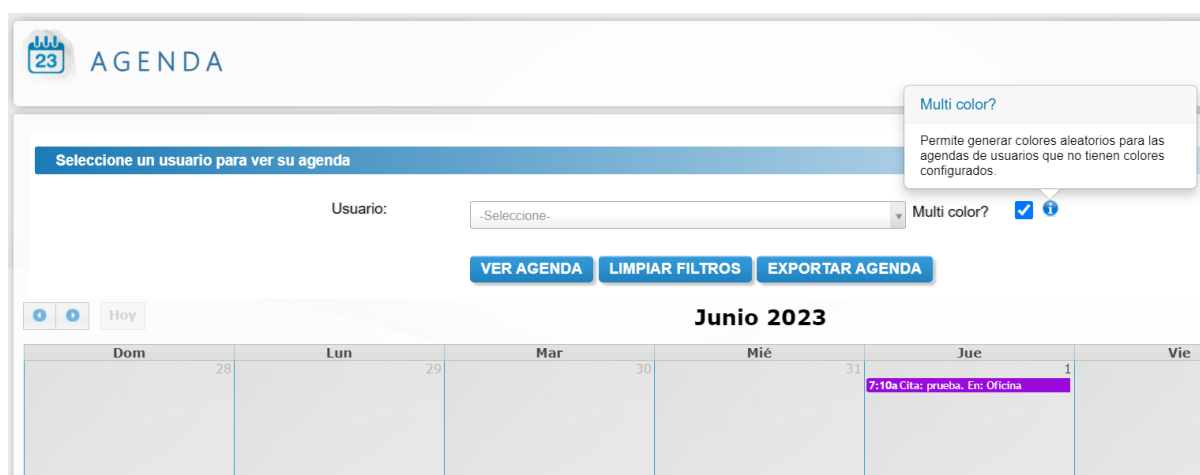 23
AGENDA
Multi color?
Permite generar colores aleatorios para las
agendas de usuarios que no tienen colores
configurados.
Seleccione un usuario para ver su agenda
Usuario:
-Seleccione-
Multi color?
VER AGENDA LIMPIAR FILTROS EXPORTAR AGENDA
Hoy
Junio 2023
Dom Lun Mar Mié Jue Vie
28 29 30 31 1
7:10a Cita: prueba. En: Oficina